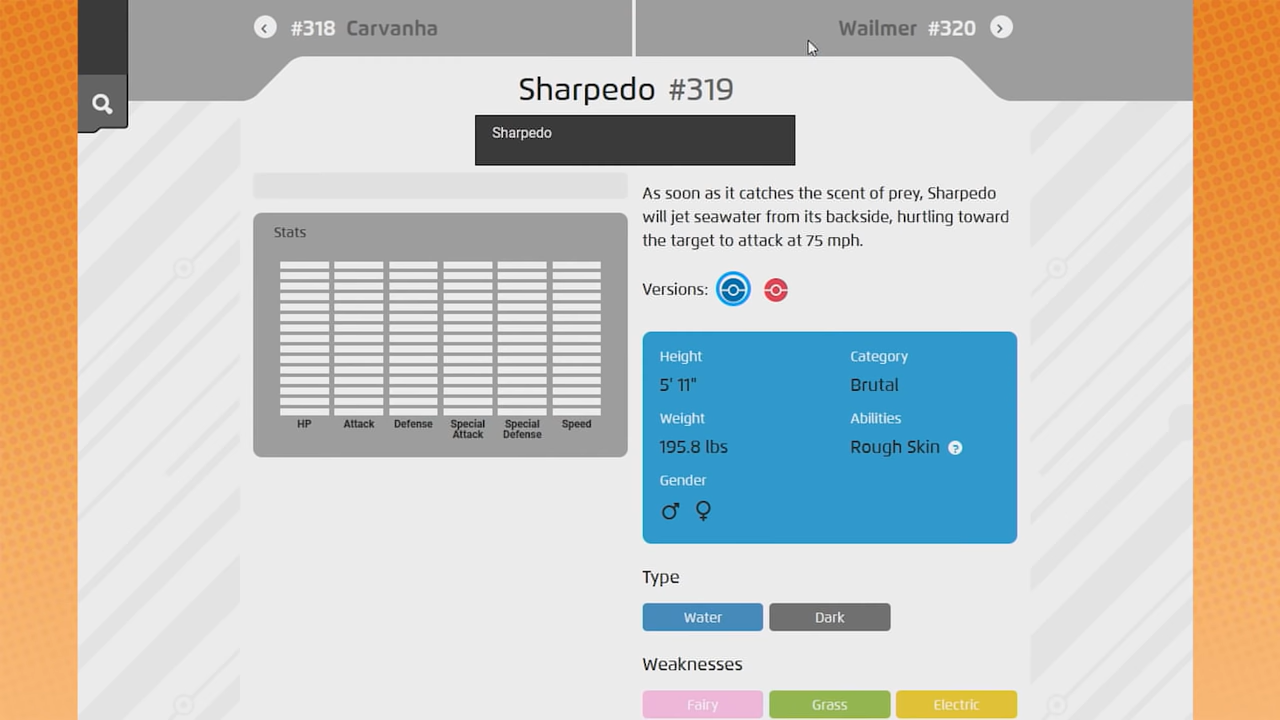 #318 Carvanha
Wailmer #320
Sharpedo #319
Sharpedo
As soon as it catches the scent of prey, Sharpedo
will jet seawater from its backside, hurtling toward
the target to attack at 75 mph.
Versions:
Stats
HP Attack Defense Special Attack Special Defense Speed
Height Category
5' 11" Brutal
Weight Abilities
195.8 lbs Rough Skin ?
Gender
♂ ♀
Type
Water Dark
Weaknesses
Fairy Grass Electric